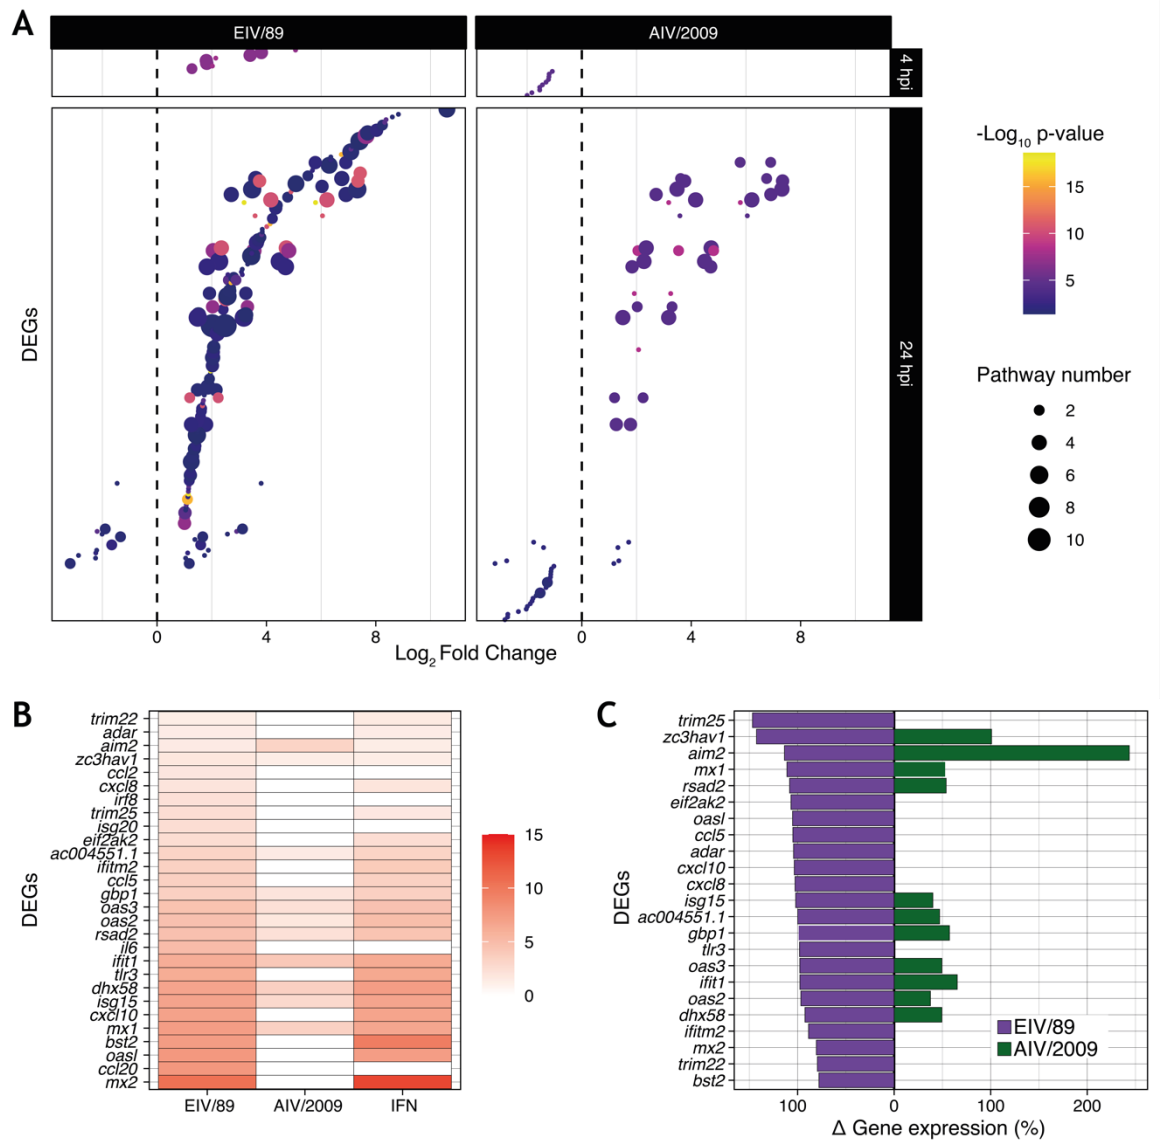 A
EIV/89
AIV/2009
4 hpi
24 hpi
DEGs
0
4
8
0
4
8
Log2 Fold Change
-Log10 p-value
15
10
5
Pathway number
2
4
6
8
10
B
DEGs
trim22
adar
aim2
zc3hav1
ccl2
cxcl8
irf8
trim25
isg20
eif2ak2
ac004551.1
ifitm2
ccl5
gbp1
oas3
oas2
rsad2
il6
ifit1
tlr3
dhx58
isg15
cxcl10
mx1
bst2
oasl
ccl20
mx2
EIV/89
AIV/2009
IFN
15
10
5
0
C
DEGs
trim25
zc3hav1
aim2
mx1
rsad2
eif2ak2
oasl
ccl5
adar
cxcl10
cxcl8
isg15
ac004551.1
gbp1
tlr3
oas3
ifit1
oas2
dhx58
ifitm2
mx2
trim22
bst2
EIV/89
AIV/2009
100
0
100
200
Δ Gene expression (%)